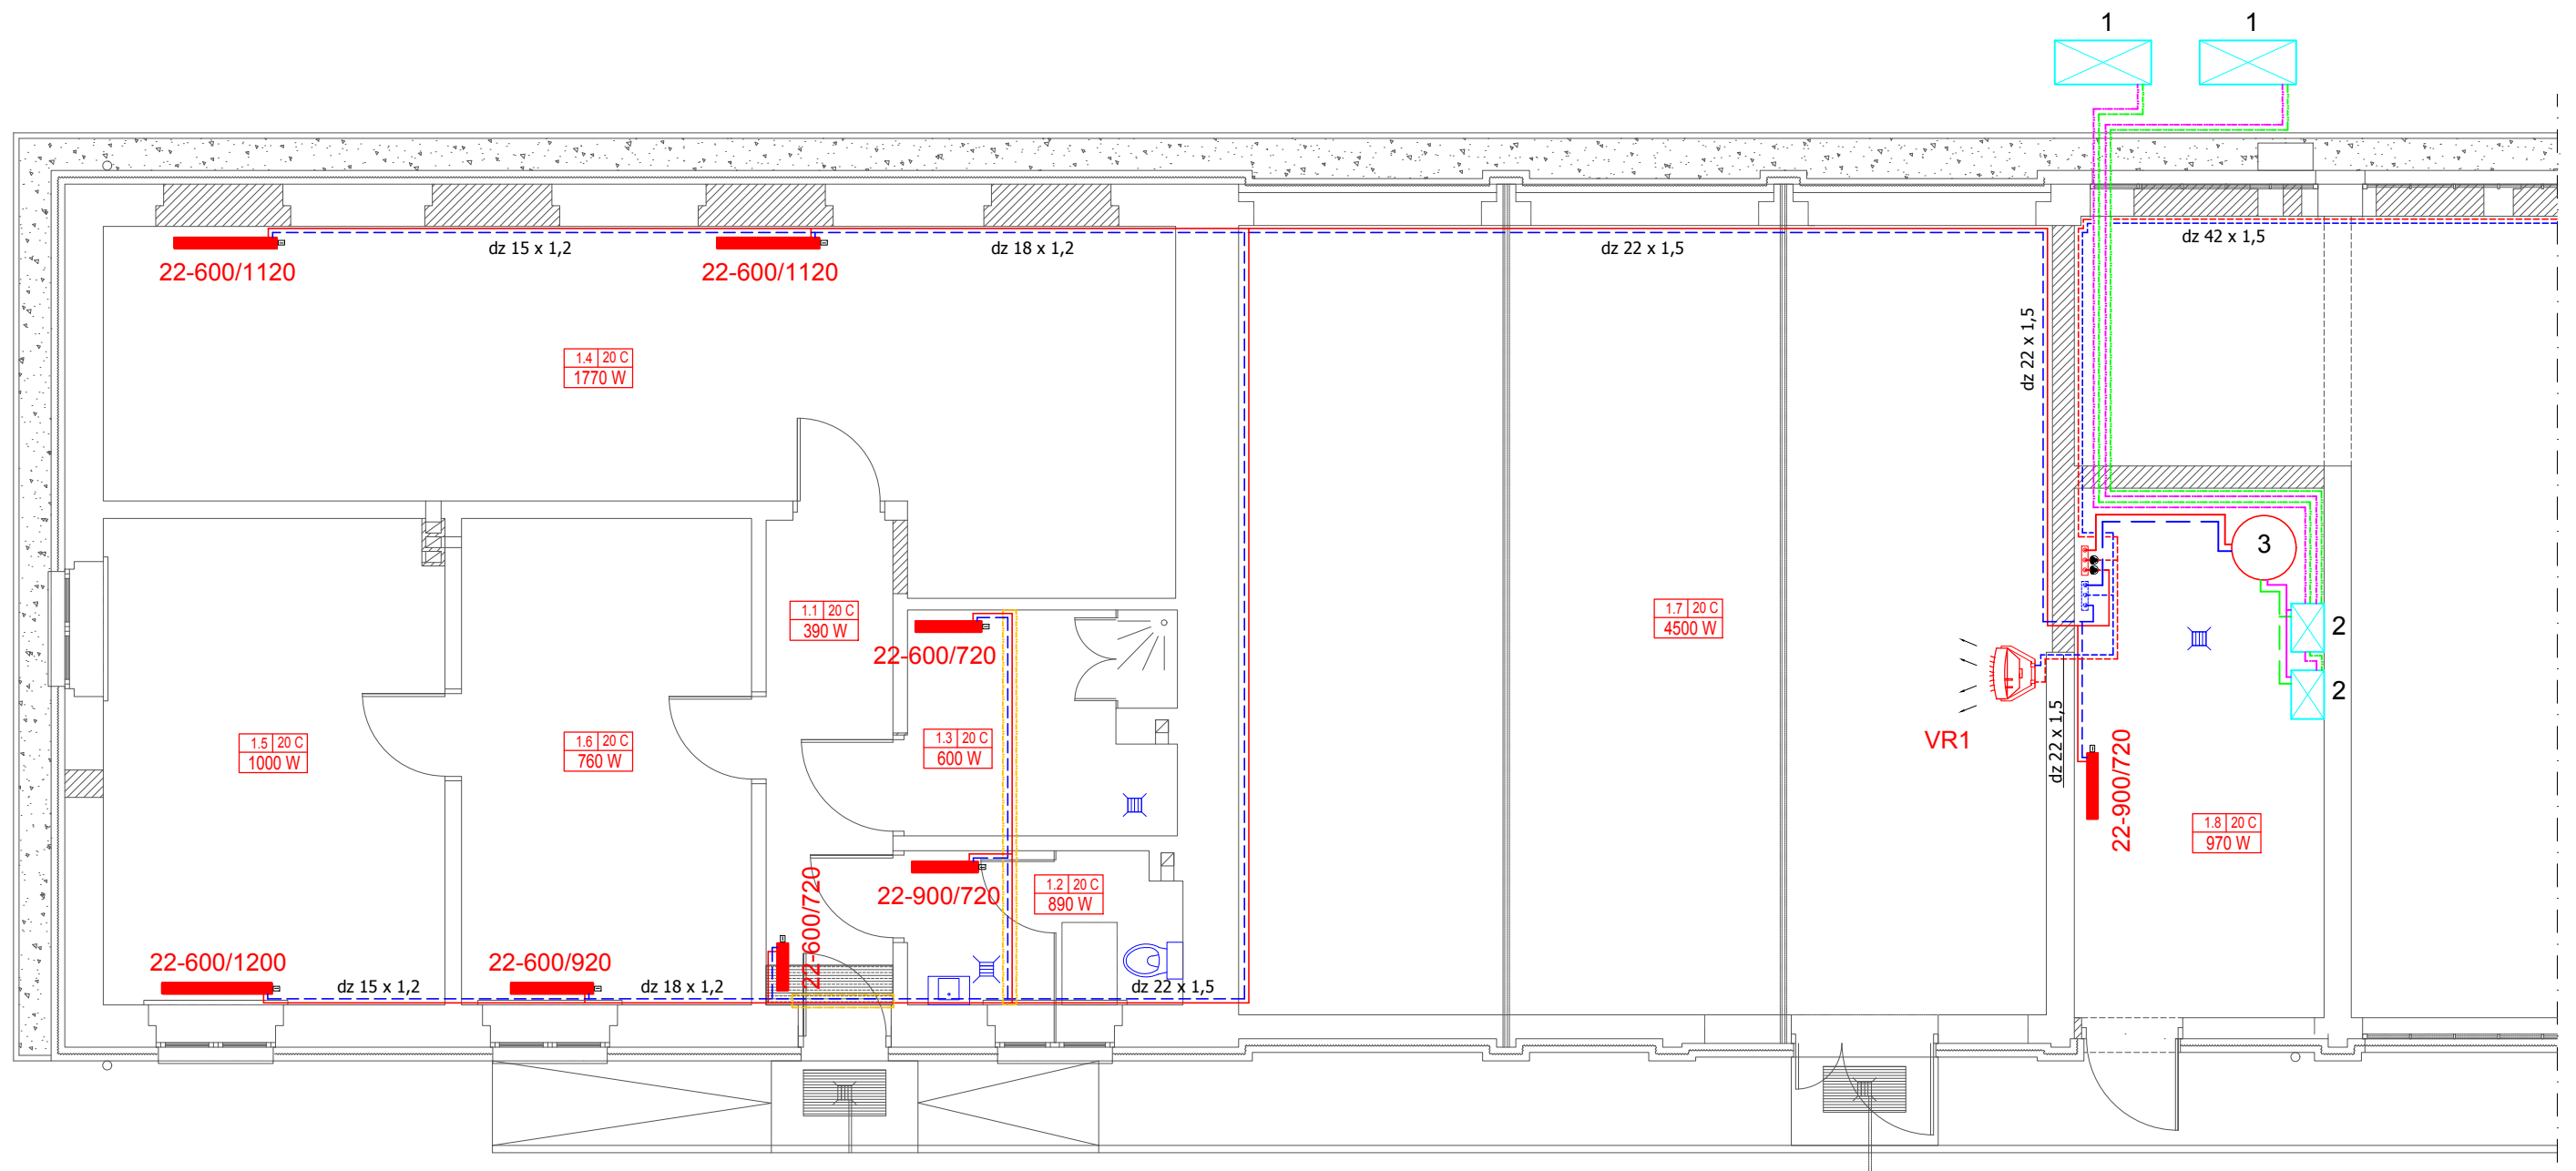 1
1
dz 15 x 1,2
dz 18 x 1,2
dz 22 x 1,5
dz 42 x 1,5
22-600/1120
22-600/1120
dz 22 x 1,5
1.4 20 C
1770 W
3
1.1 20 C
390 W
1.7 20 C
4500 W
2
22-600/720
2
VR1
dz 22 x 1,5
22-900/720
1.5 20 C
1000 W
1.6 20 C
760 W
1.3 20 C
600 W
1.8 20 C
970 W
22-900/720
1.2 20 C
890 W
22-600/720
22-600/1200
22-600/920
dz 15 x 1,2
dz 18 x 1,2
dz 22 x 1,5